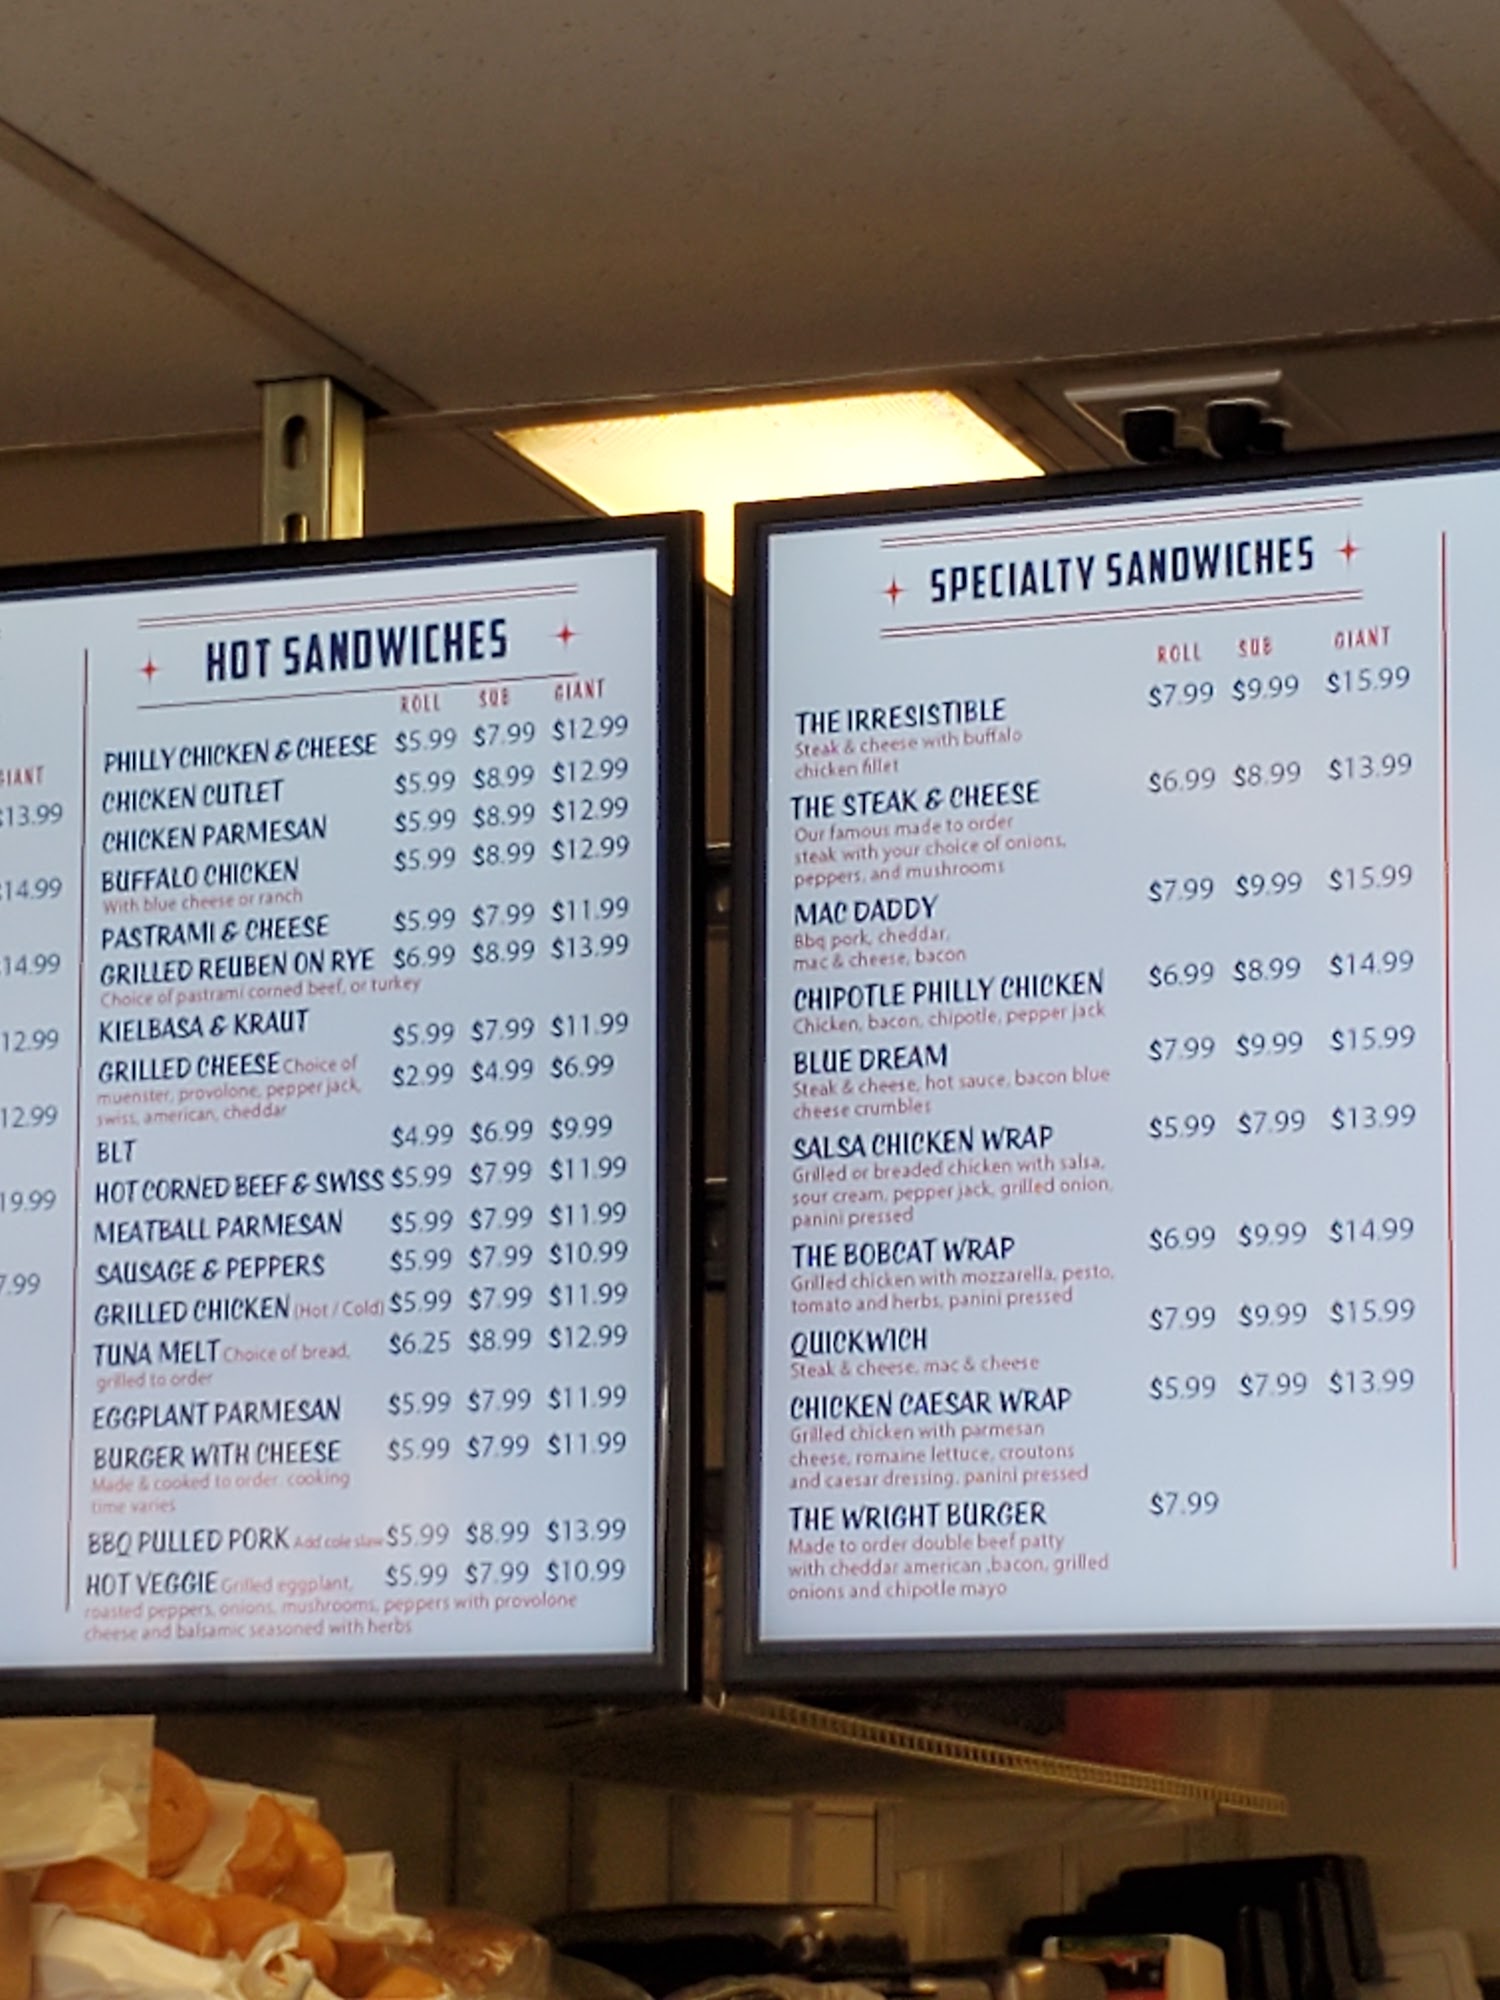 GIANT
$13.99
$14.99
14.99
12.99
12.99
19.99
7.99
HOT SANDWICHES
ROLL SUB GIANT
PHILLY CHICKEN & CHEESE $5.99 $7.99 $12.99
CHICKEN CUTLET $5.99 $8.99 $12.99
CHICKEN PARMESAN $5.99 $8.99 $12.99
BUFFALO CHICKEN $5.99 $8.99 $12.99
With blue cheese or ranch
PASTRAMI & CHEESE $5.99 $7.99 $11.99
GRILLED REUBEN ON RYE $6.99 $8.99 $13.99
Choice of pastrami corned beef, or turkey
KIELBASA & KRAUT $5.99 $7.99 $11.99
GRILLED CHEESE Choice of $2.99 $4.99 $6.99
muenster, provolone, pepper jack,
swiss, american, cheddar
BLT $4.99 $6.99 $9.99
HOT CORNED BEEF & SWISS $5.99 $7.99 $11.99
MEATBALL PARMESAN $5.99 $7.99 $11.99
SAUSAGE & PEPPERS $5.99 $7.99 $10.99
GRILLED CHICKEN (Hot / Cold) $5.99 $7.99 $11.99
TUNA MELT Choice of bread, $6.25 $8.99 $12.99
grilled to order
EGGPLANT PARMESAN $5.99 $7.99 $11.99
BURGER WITH CHEESE $5.99 $7.99 $11.99
Made & cooked to order, cooking
time varies
BBQ PULLED PORK Add cole slaw $5.99 $8.99 $13.99
HOT VEGGIE Grilled eggplant, $5.99 $7.99 $10.99
roasted peppers, onions, mushrooms, peppers with provolone
cheese and balsamic seasoned with herbs
SPECIALTY SANDWICHES
ROLL SUB GIANT
THE IRRESISTIBLE $7.99 $9.99 $15.99
Steak & cheese with buffalo
chicken fillet
THE STEAK & CHEESE $6.99 $8.99 $13.99
Our famous made to order
steak with your choice of onions,
peppers, and mushrooms
MAC DADDY $7.99 $9.99 $15.99
Bbq pork, cheddar,
mac & cheese, bacon
CHIPOTLE PHILLY CHICKEN $6.99 $8.99 $14.99
Chicken, bacon, chipotle, pepper jack
BLUE DREAM $7.99 $9.99 $15.99
Steak & cheese, hot sauce, bacon blue
cheese crumbles
SALSA CHICKEN WRAP $5.99 $7.99 $13.99
Grilled or breaded chicken with salsa,
sour cream, pepper jack, grilled onion,
panini pressed
THE BOBCAT WRAP $6.99 $9.99 $14.99
Grilled chicken with mozzarella, pesto,
tomato and herbs, panini pressed
QUICKWICH $7.99 $9.99 $15.99
Steak & cheese, mac & cheese
CHICKEN CAESAR WRAP $5.99 $7.99 $13.99
Grilled chicken with parmesan
cheese, romaine lettuce, croutons
and caesar dressing, panini pressed
THE WRIGHT BURGER $7.99
Made to order double beef patty
with cheddar american ,bacon, grilled
onions and chipotle mayo